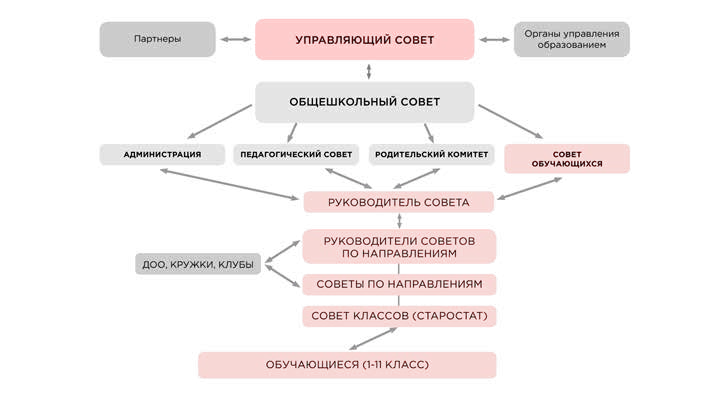 Партнеры
УПРАВЛЯЮЩИЙ СОВЕТ
Органы управления
образованием
ОБЩЕШКОЛЬНЫЙ СОВЕТ
АДМИНИСТРАЦИЯ
ПЕДАГОГИЧЕСКИЙ СОВЕТ
РОДИТЕЛЬСКИЙ КОМИТЕТ
СОВЕТ
ОБУЧАЮЩИХСЯ
РУКОВОДИТЕЛЬ СОВЕТА
РУКОВОДИТЕЛИ СОВЕТОВ
ПО НАПРАВЛЕНИЯМ
ДОО, КРУЖКИ, КЛУБЫ
СОВЕТЫ ПО НАПРАВЛЕНИЯМ
СОВЕТ КЛАССОВ (СТАРОСТАТ)
ОБУЧАЮЩИЕСЯ (1-11 КЛАСС)